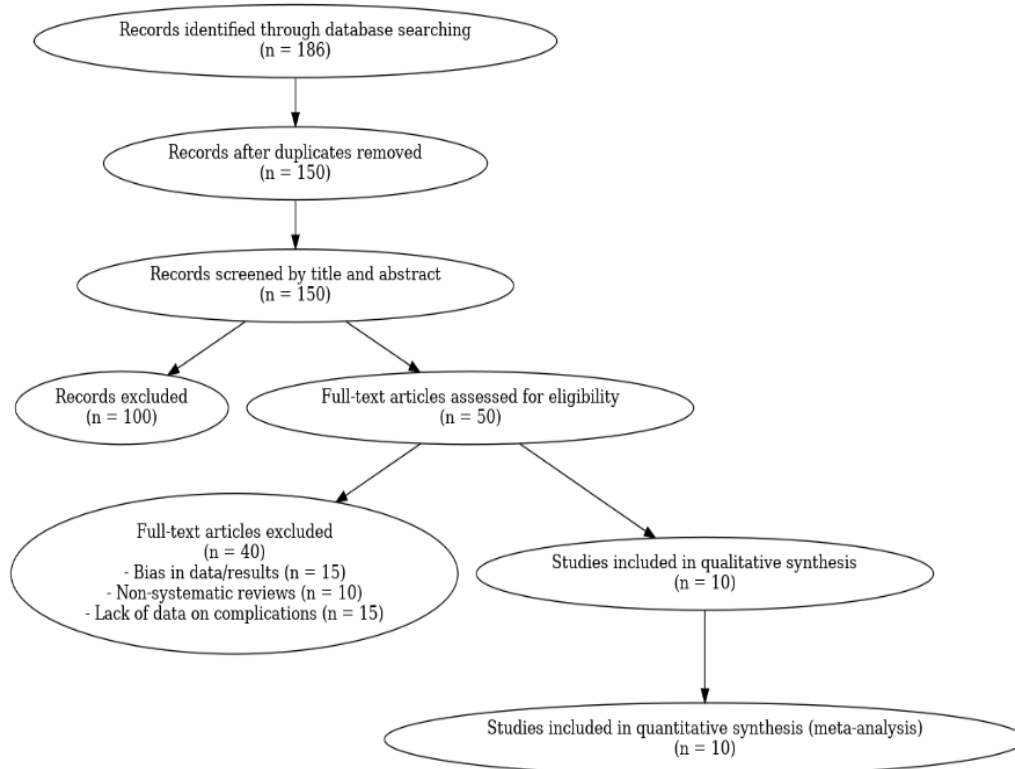 Records identified through database searching
(n = 186)
Records after duplicates removed
(n = 150)
Records screened by title and abstract
(n = 150)
Records excluded
(n = 100)
Full-text articles assessed for eligibility
(n = 50)
Full-text articles excluded
(n = 40)
- Bias in data/results (n = 15)
- Non-systematic reviews (n = 10)
- Lack of data on complications (n = 15)
Studies included in qualitative synthesis
(n = 10)
Studies included in quantitative synthesis (meta-analysis)
(n = 10)